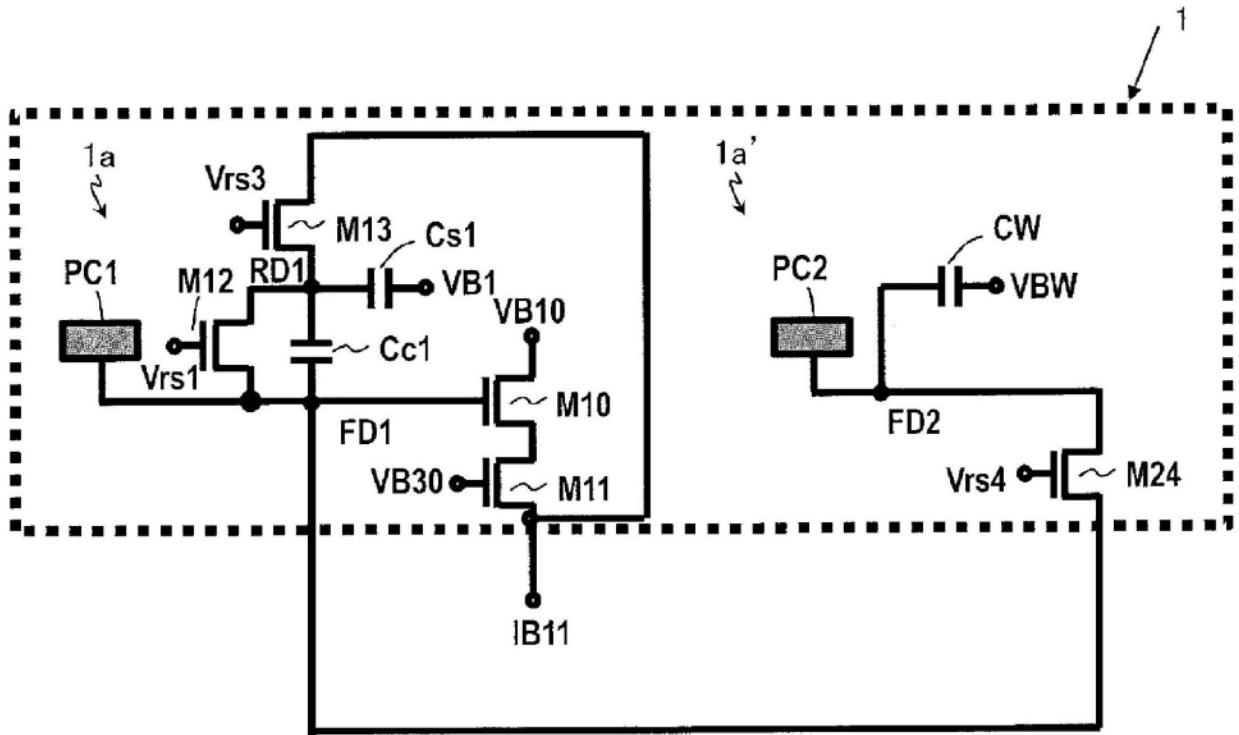 1
1a
1a'
Vrs3
M13
Cs1
CW
PC1
M12
RD1
VB1
PC2
VBW
VB10
Vrs1
Cc1
M10
FD1
FD2
VB30
M11
Vrs4
M24
IB11